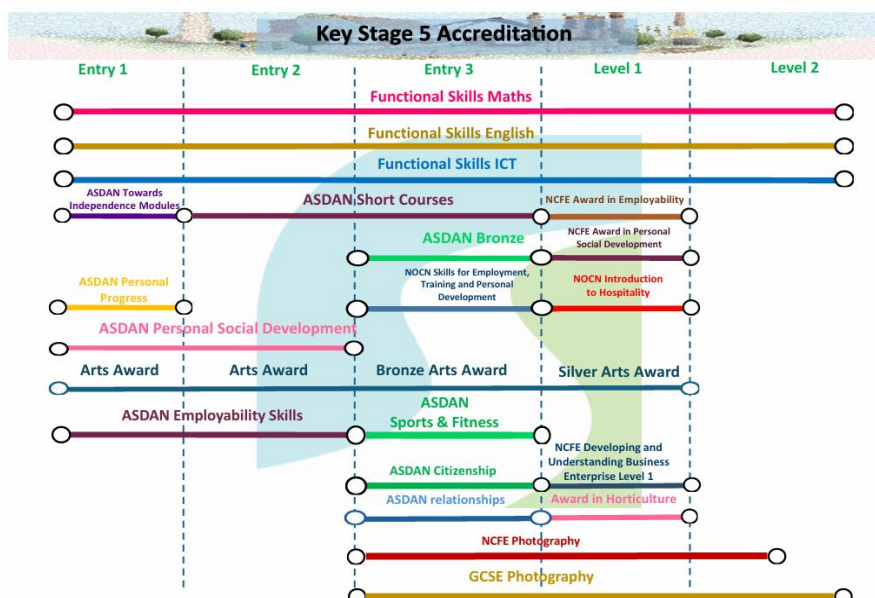 Key Stage 5 Accreditation
Entry 1 Entry 2 Entry 3 Level 1 Level 2
Functional Skills Maths
Functional Skills English
Functional Skills ICT
ASDAN Towards
Independence Modules
ASDAN Short Courses
NCFE Award in Employability
ASDAN Bronze
NCFE Award in Personal
Social Development
ASDAN Personal
Progress
NOCN Skills for Employment,
Training and Personal
Development
NOCN Introduction
to Hospitality
ASDAN Personal Social Development
Arts Award Arts Award Bronze Arts Award Silver Arts Award
ASDAN Employability Skills
ASDAN
Sports & Fitness
ASDAN Citizenship
NCFE Developing and
Understanding Business
Enterprise Level 1
ASDAN relationships
Award in Horticulture
NCFE Photography
GCSE Photography